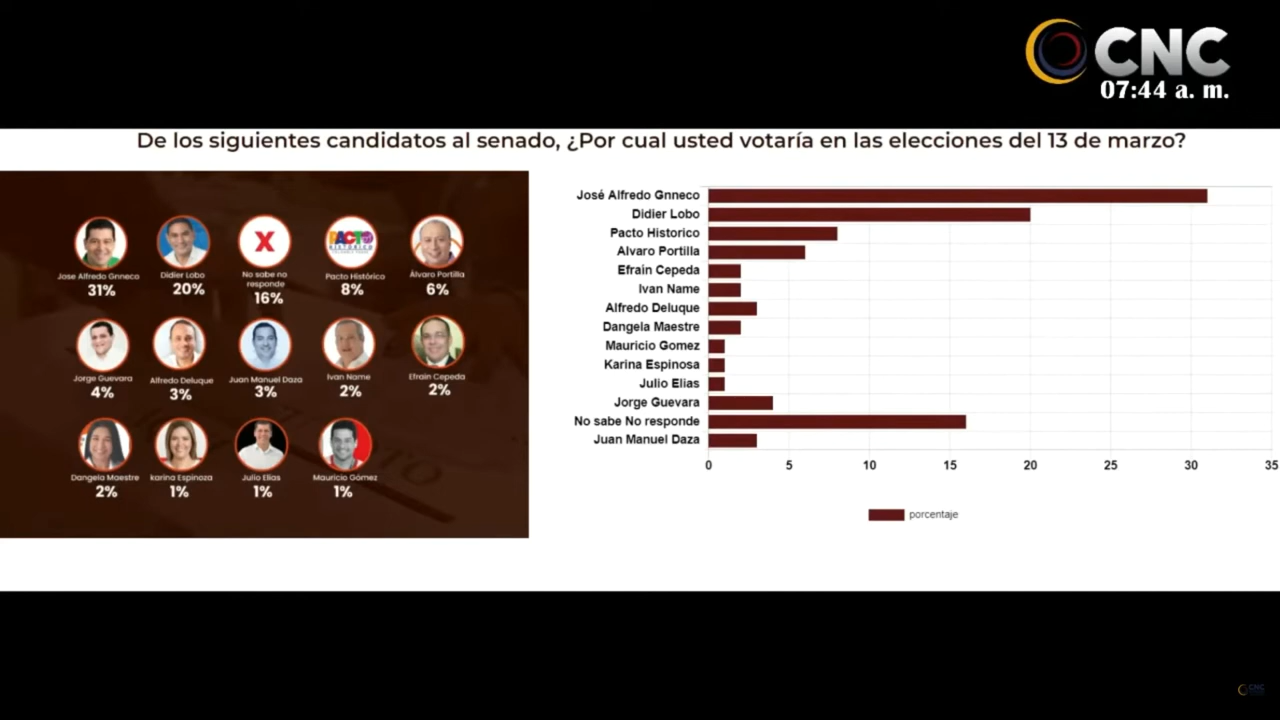 CNC
07:44 a. m.
De los siguientes candidatos al senado, ¿Por cual usted votaría en las elecciones del 13 de marzo?
Jose Alfredo Gnneco
31%
Didier Lobo
20%
X
No sabe no
responde
16%
PACTO
HISTÓRICO
Pacto Histórico
8%
Álvaro Portilla
6%
Jorge Guevara
4%
Alfredo Deluque
3%
Juan Manuel Daza
3%
Ivan Name
2%
Efraín Cepeda
2%
Dangela Maestre
2%
karina Espinoza
1%
Julio Elias
1%
Mauricio Gómez
1%
José Alfredo Gnneco
Didier Lobo
Pacto Historico
Alvaro Portilla
Efraín Cepeda
Ivan Name
Alfredo Deluque
Dangela Maestre
Mauricio Gomez
Karina Espinosa
Julio Elias
Jorge Guevara
No sabe No responde
Juan Manuel Daza
0 5 10 15 20 25 30 35
porcentaje
CNC